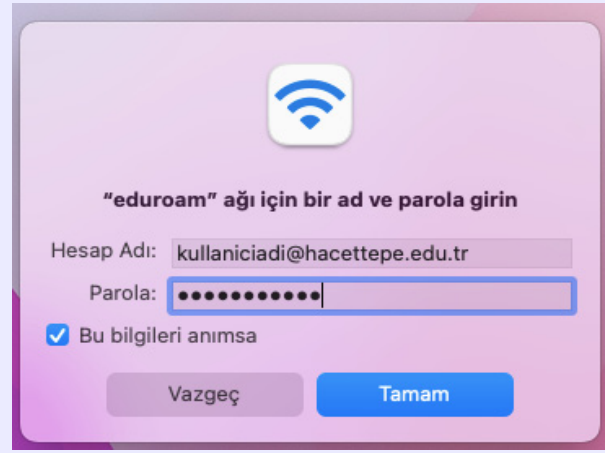 “eduroam” ağı için bir ad ve parola girin
Hesap Adı: kullaniciadi@hacettepe.edu.tr
Parola: •••••••••••
Bu bilgileri anımsa
Vazgeç Tamam